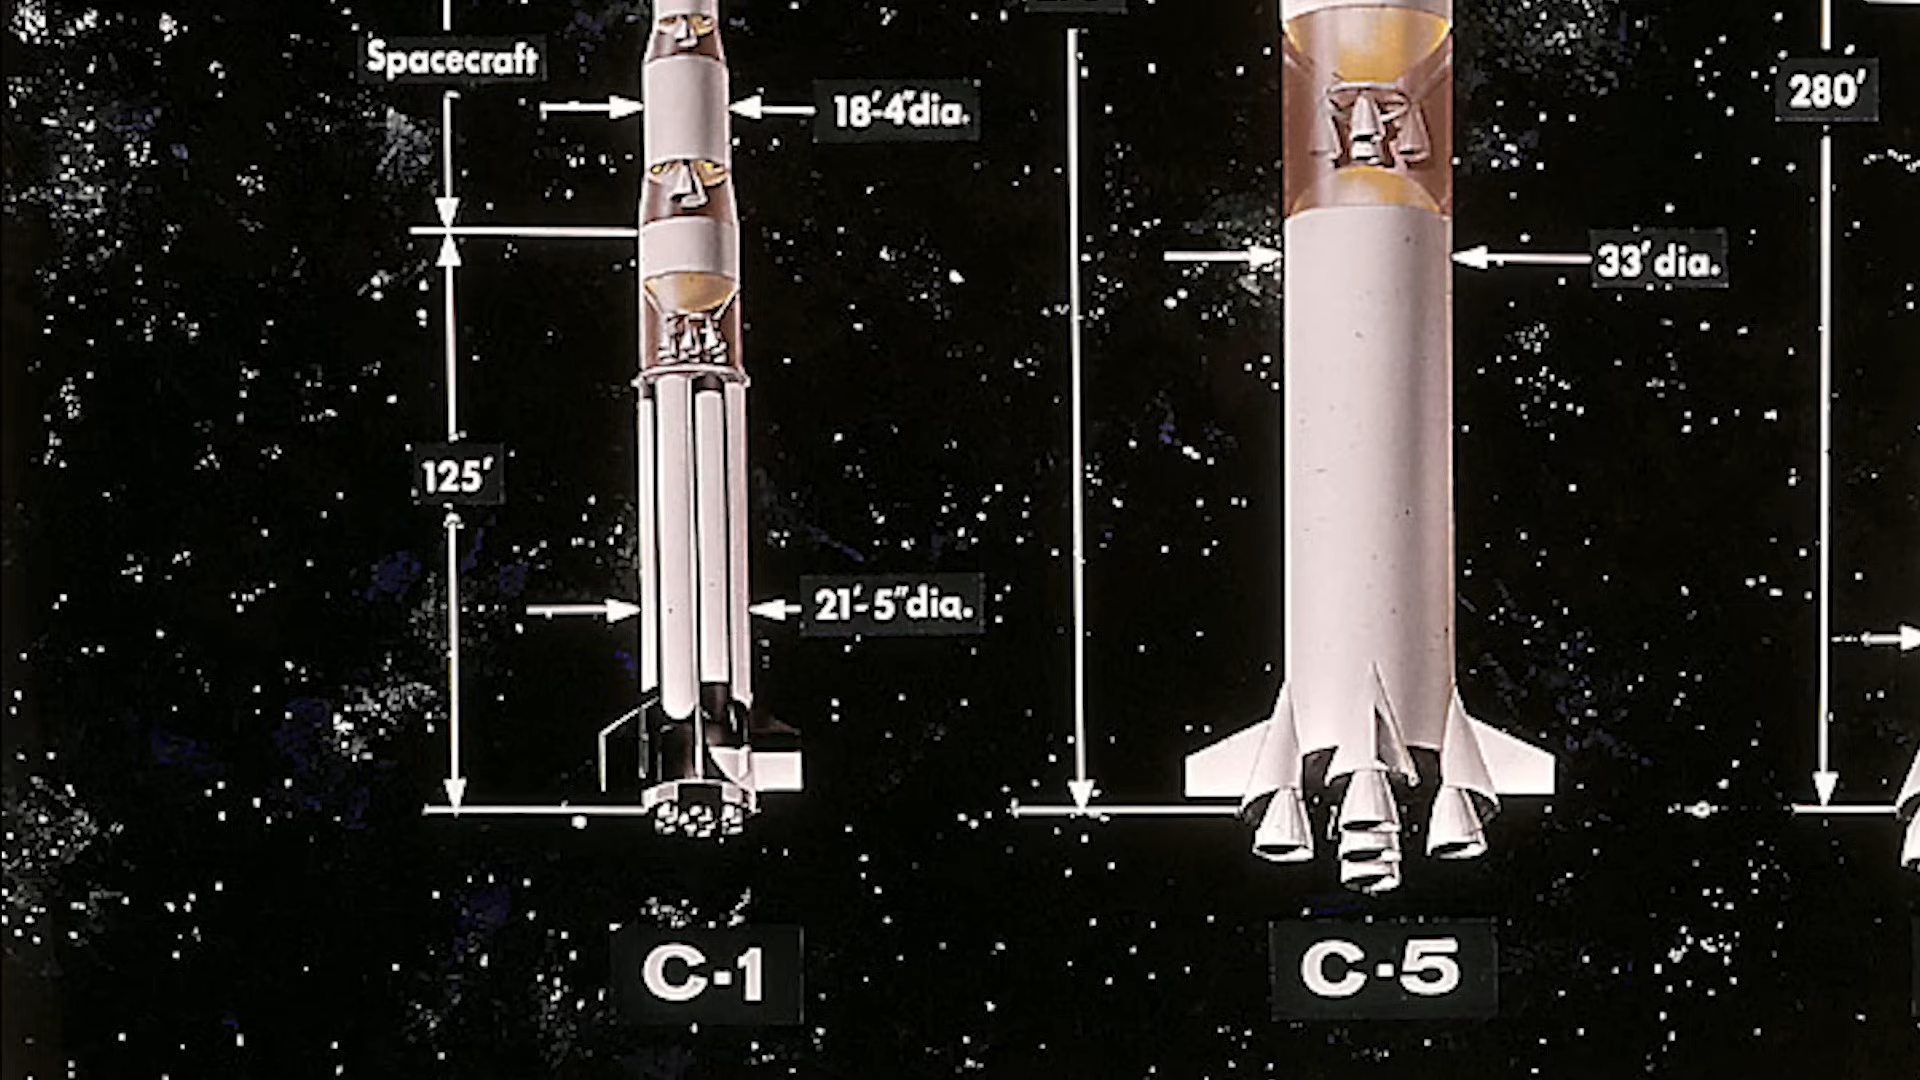 Spacecraft
18'-4"dia.
280'
33'dia.
125'
21'-5"dia.
C-1
C-5